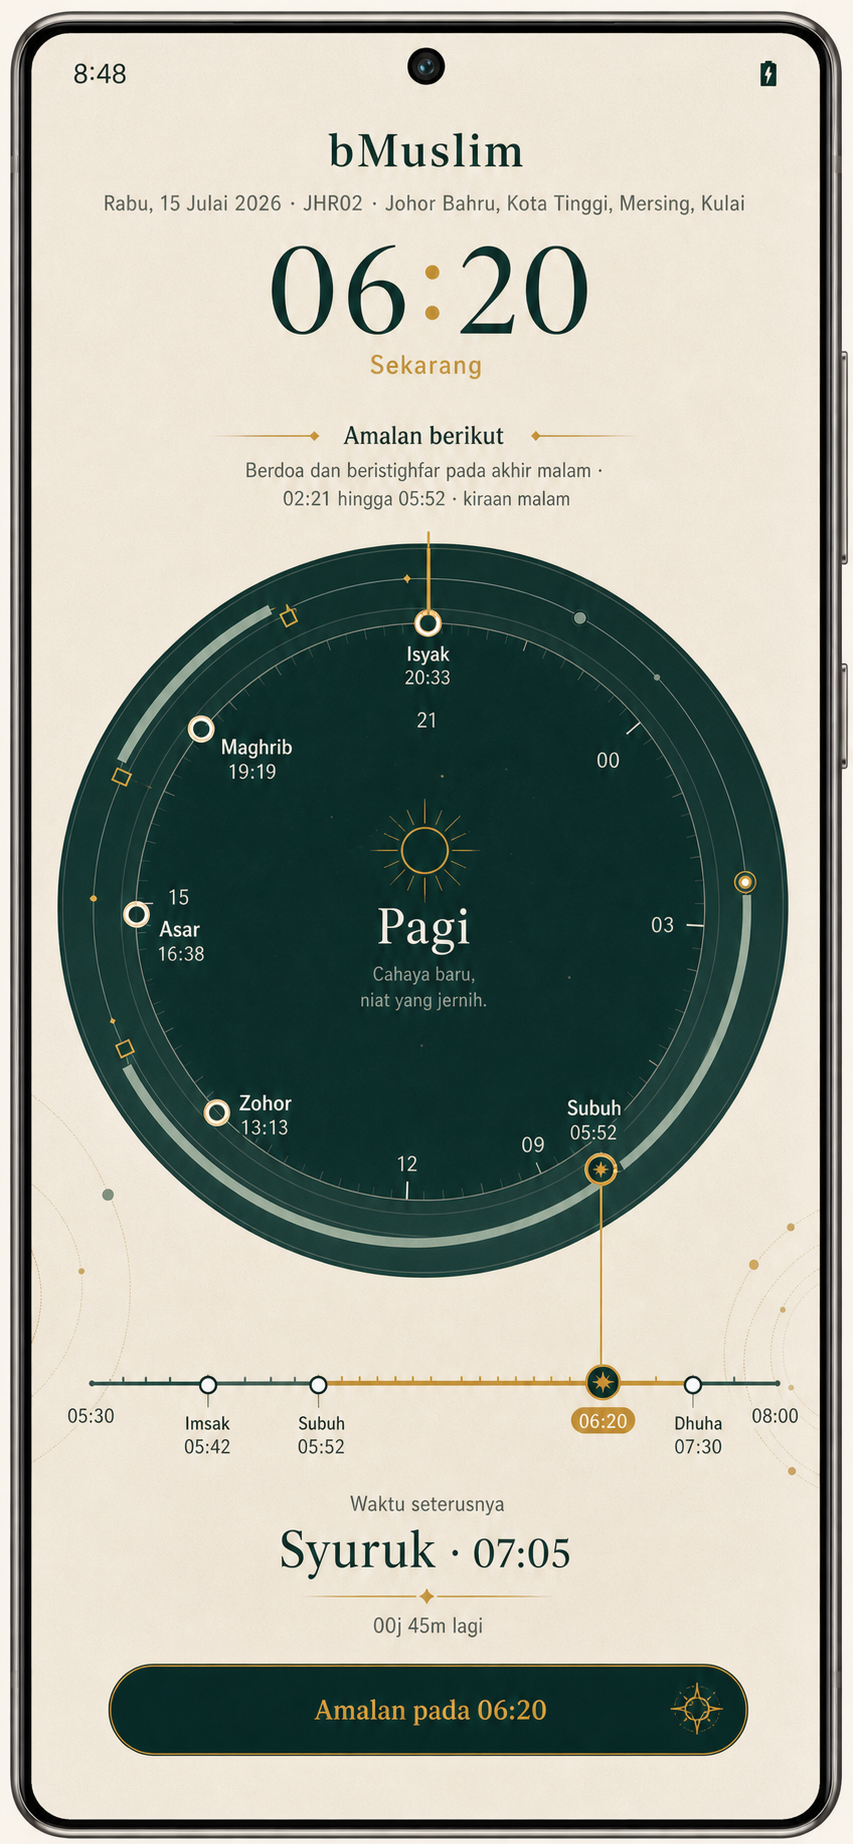 8:48
bMuslim
Rabu, 15 Julai 2026 · JHR02 · Johor Bahru, Kota Tinggi, Mersing, Kulai
06:20
Sekarang
Amalan berikut
Berdoa dan beristighfar pada akhir malam ·
02:21 hingga 05:52 · kiraan malam
Isyak
20:33
21
00
Maghrib
19:19
15
Asar
16:38
03
Pagi
Cahaya baru,
niat yang jernih.
Zohor
13:13
Subuh
05:52
09
12
05:30
Imsak
05:42
Subuh
05:52
06:20
Dhuha
07:30
08:00
Waktu seterusnya
Syuruk · 07:05
00j 45m lagi
Amalan pada 06:20